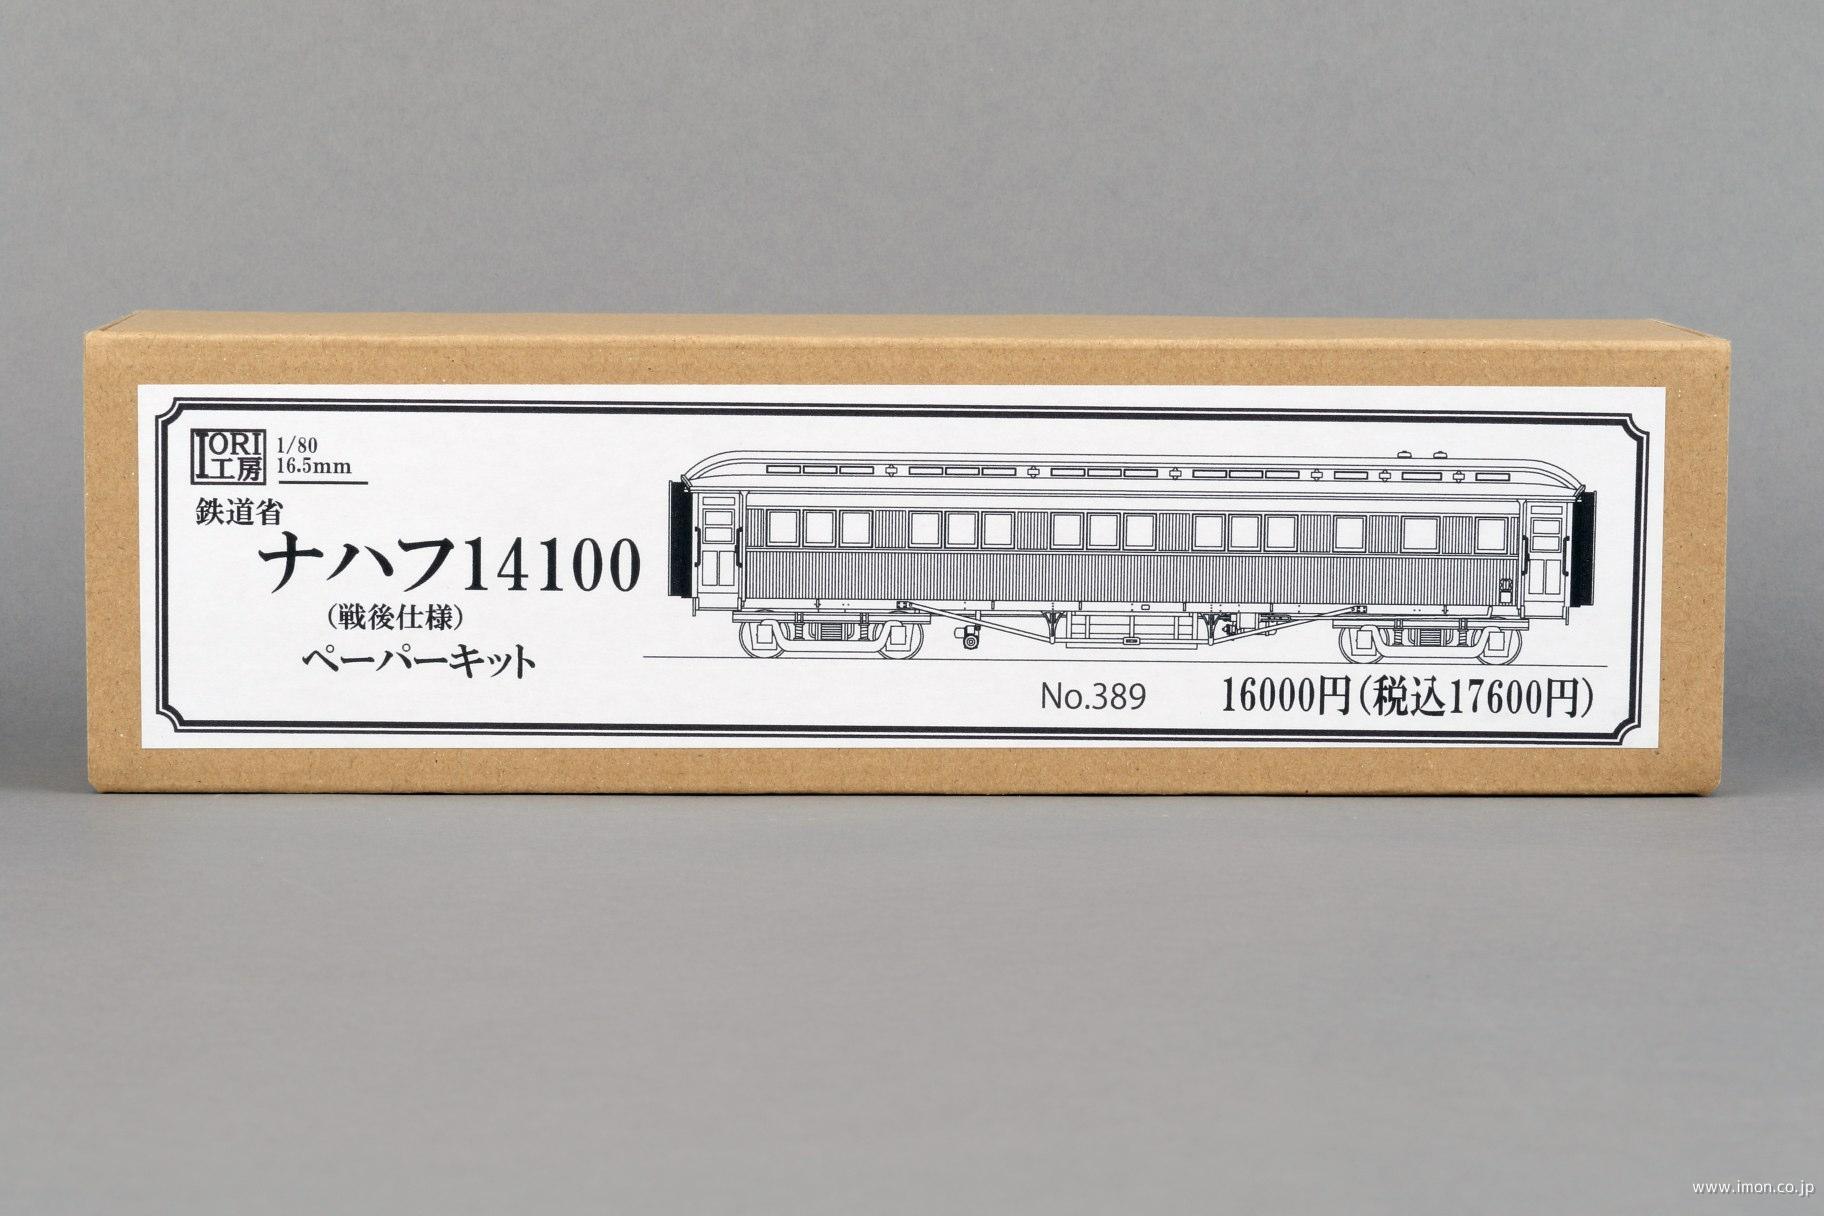 IORI
工房
1/80
16.5mm
鉄道省
ナハフ14100
(戦後仕様)
ペーパーキット
No.389
16000円(税込17600円)
www.imon.co.jp